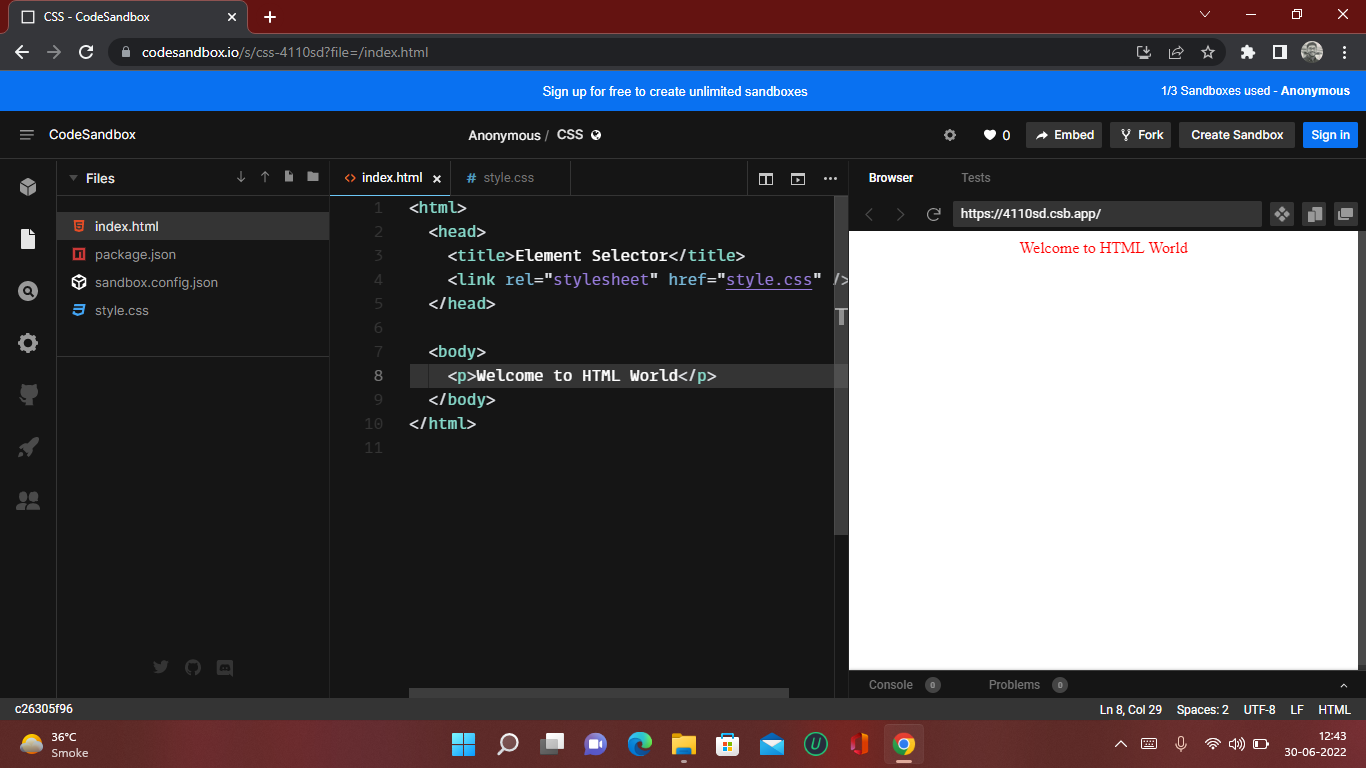 CSS - CodeSandbox
codesandbox.io/s/css-4110sd?file=/index.html
Sign up for free to create unlimited sandboxes
1/3 Sandboxes used - Anonymous
CodeSandbox
Anonymous / CSS
0
Embed
Fork
Create Sandbox
Sign in
Files
index.html
package.json
sandbox.config.json
style.css
index.html
# style.css
1 <html>
2 <head>
3 <title>Element Selector</title>
4 <link rel="stylesheet" href="style.css" />
5 </head>
6
7 <body>
8 <p>Welcome to HTML World</p>
9 </body>
10 </html>
11
Browser
Tests
https://4110sd.csb.app/
Welcome to HTML World
Console 0
Problems 0
c26305f96
Ln 8, Col 29 Spaces: 2 UTF-8 LF HTML
36°C
Smoke
12:43
30-06-2022